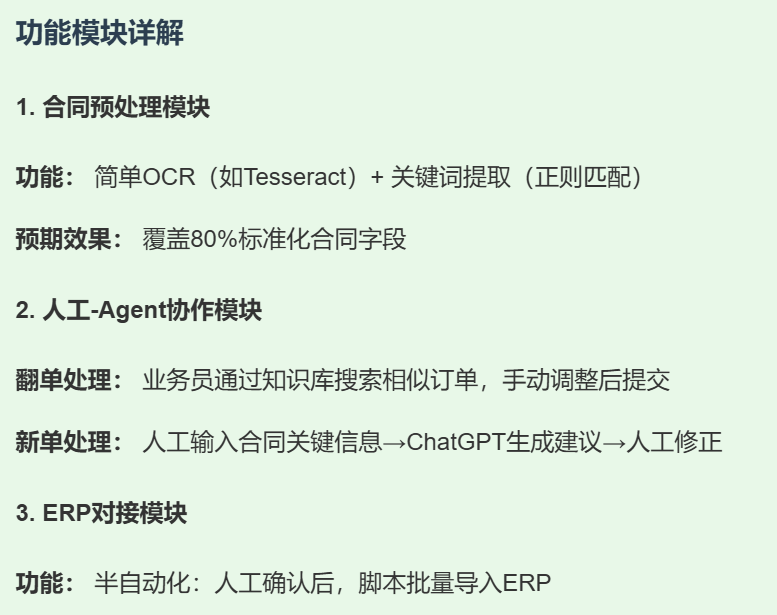 功能模块详解
1. 合同预处理模块
功能： 简单OCR（如Tesseract）+ 关键词提取（正则匹配）
预期效果： 覆盖80%标准化合同字段
2. 人工-Agent协作模块
翻单处理： 业务员通过知识库搜索相似订单，手动调整后提交
新单处理： 人工输入合同关键信息→ChatGPT生成建议→人工修正
3. ERP对接模块
功能： 半自动化：人工确认后，脚本批量导入ERP